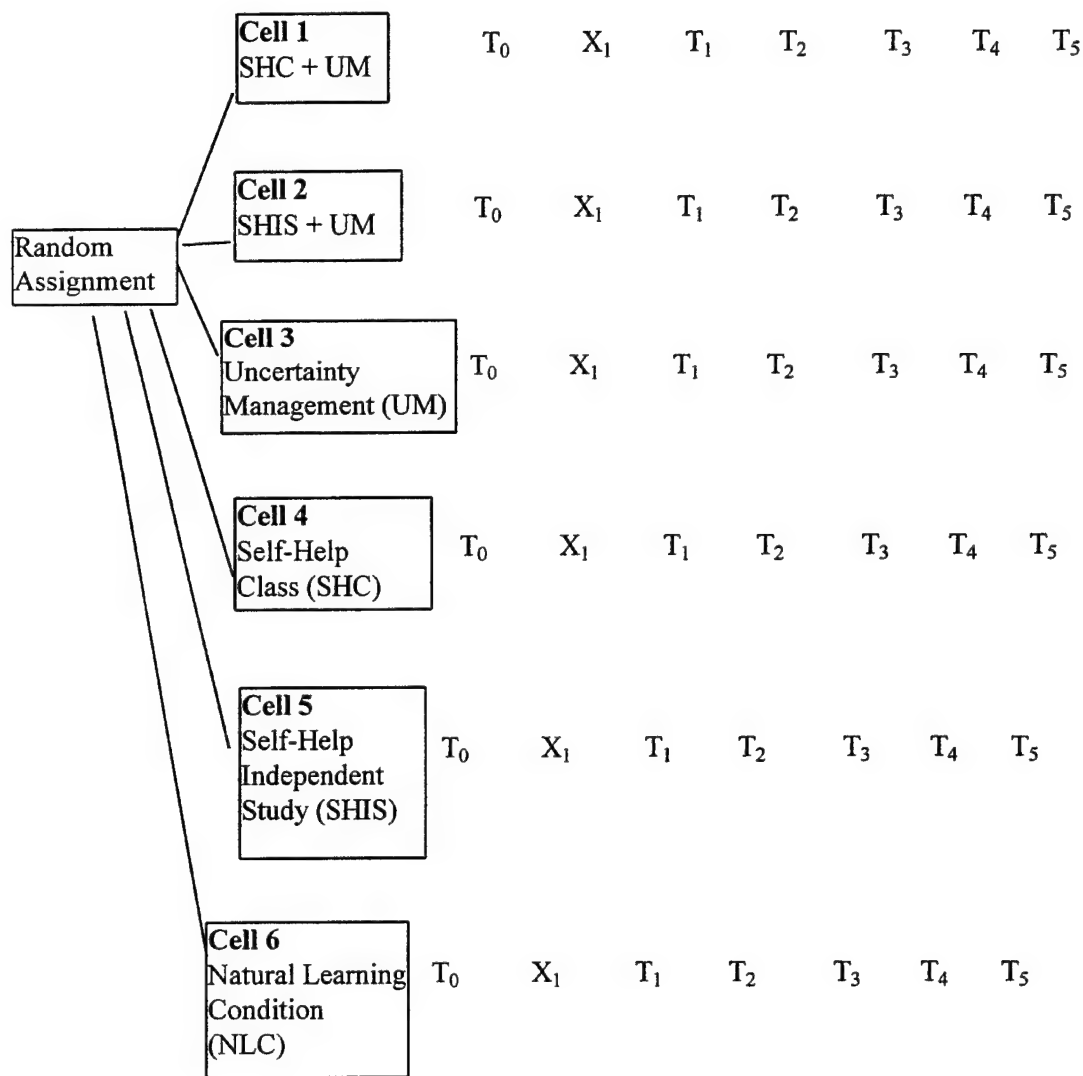 Cell 1
SHC + UM
T₀ X₁ T₁ T₂ T₃ T₄ T₅
Cell 2
SHIS + UM
T₀ X₁ T₁ T₂ T₃ T₄ T₅
Random
Assignment
Cell 3
Uncertainty
Management (UM)
T₀ X₁ T₁ T₂ T₃ T₄ T₅
Cell 4
Self-Help
Class (SHC)
T₀ X₁ T₁ T₂ T₃ T₄ T₅
Cell 5
Self-Help
Independent
Study (SHIS)
T₀ X₁ T₁ T₂ T₃ T₄ T₅
Cell 6
Natural Learning
Condition
(NLC)
T₀ X₁ T₁ T₂ T₃ T₄ T₅